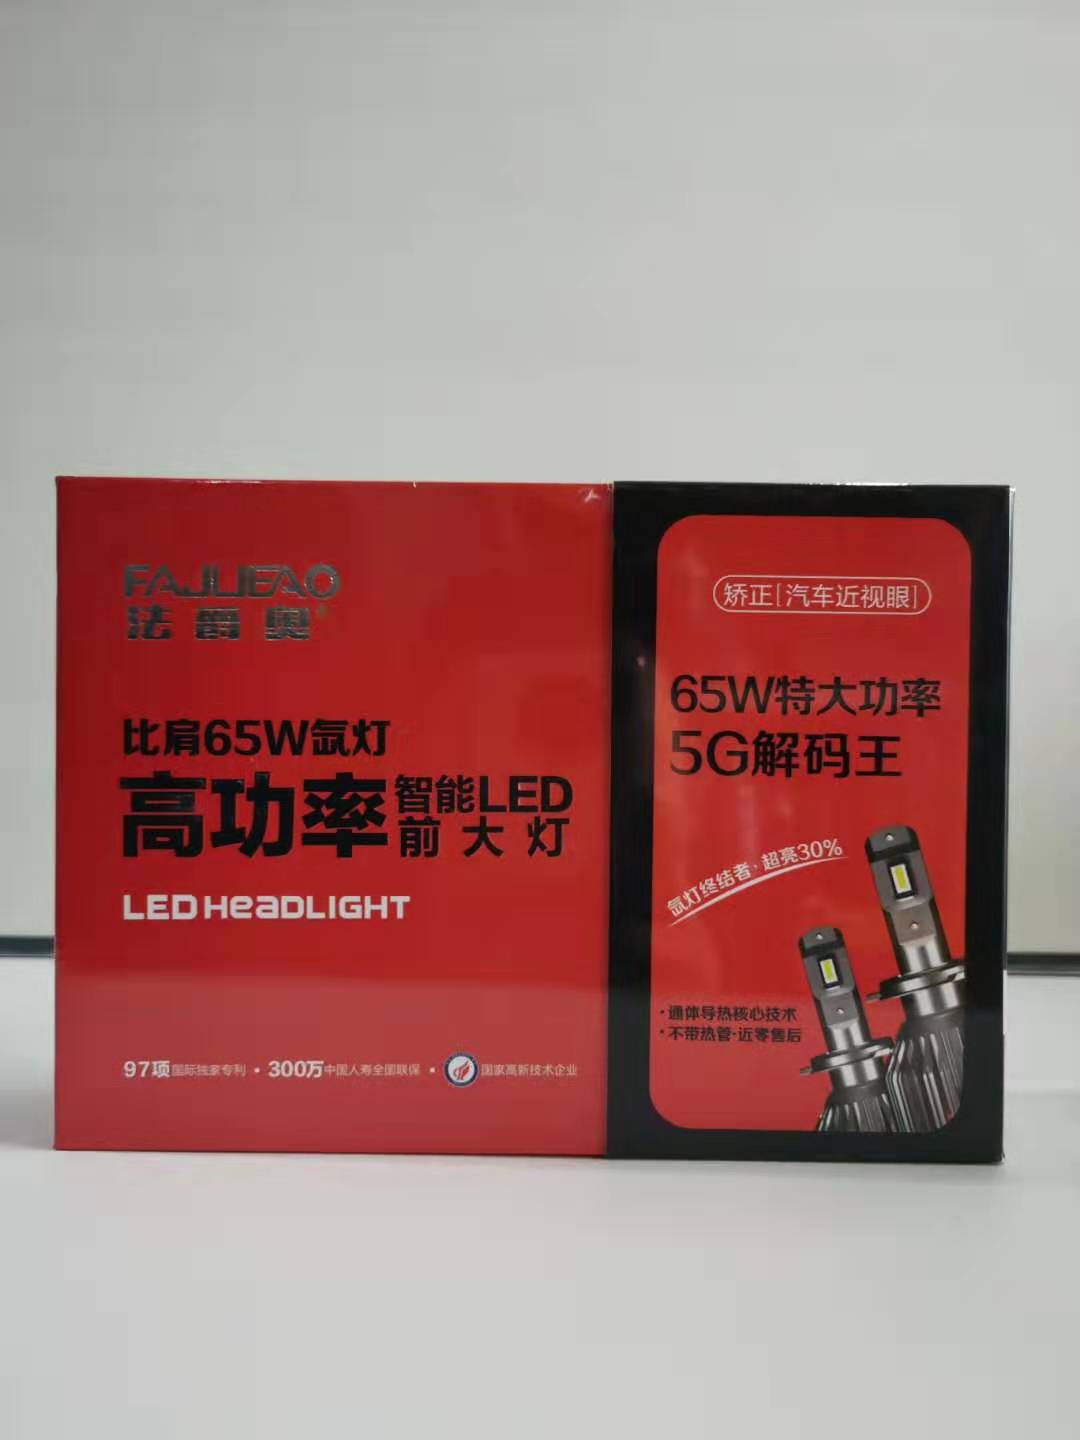 FAJUEAO
法爵奥
比肩65W氙灯
高功率智能LED
前大灯
LED HEADLIGHT
97项国际独家专利·300万中国人寿全国联保·国家高新技术企业
矫正[汽车近视眼]
65W特大功率
5G解码王
氙灯终结者·超亮30%
·通体导热核心技术
·不带热管·近零售后